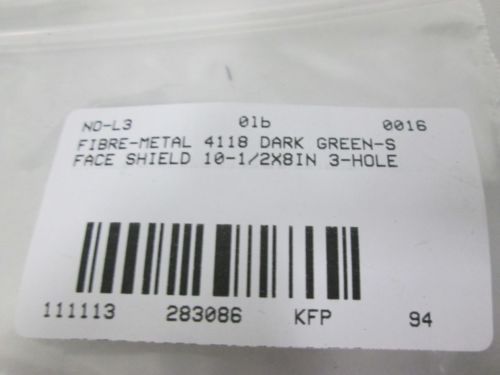 NO-L3 01b 0016
FIBRE-METAL 4118 DARK GREEN-S
FACE SHIELD 10-1/2X8IN 3-HOLE
111113 283086 KFP 94